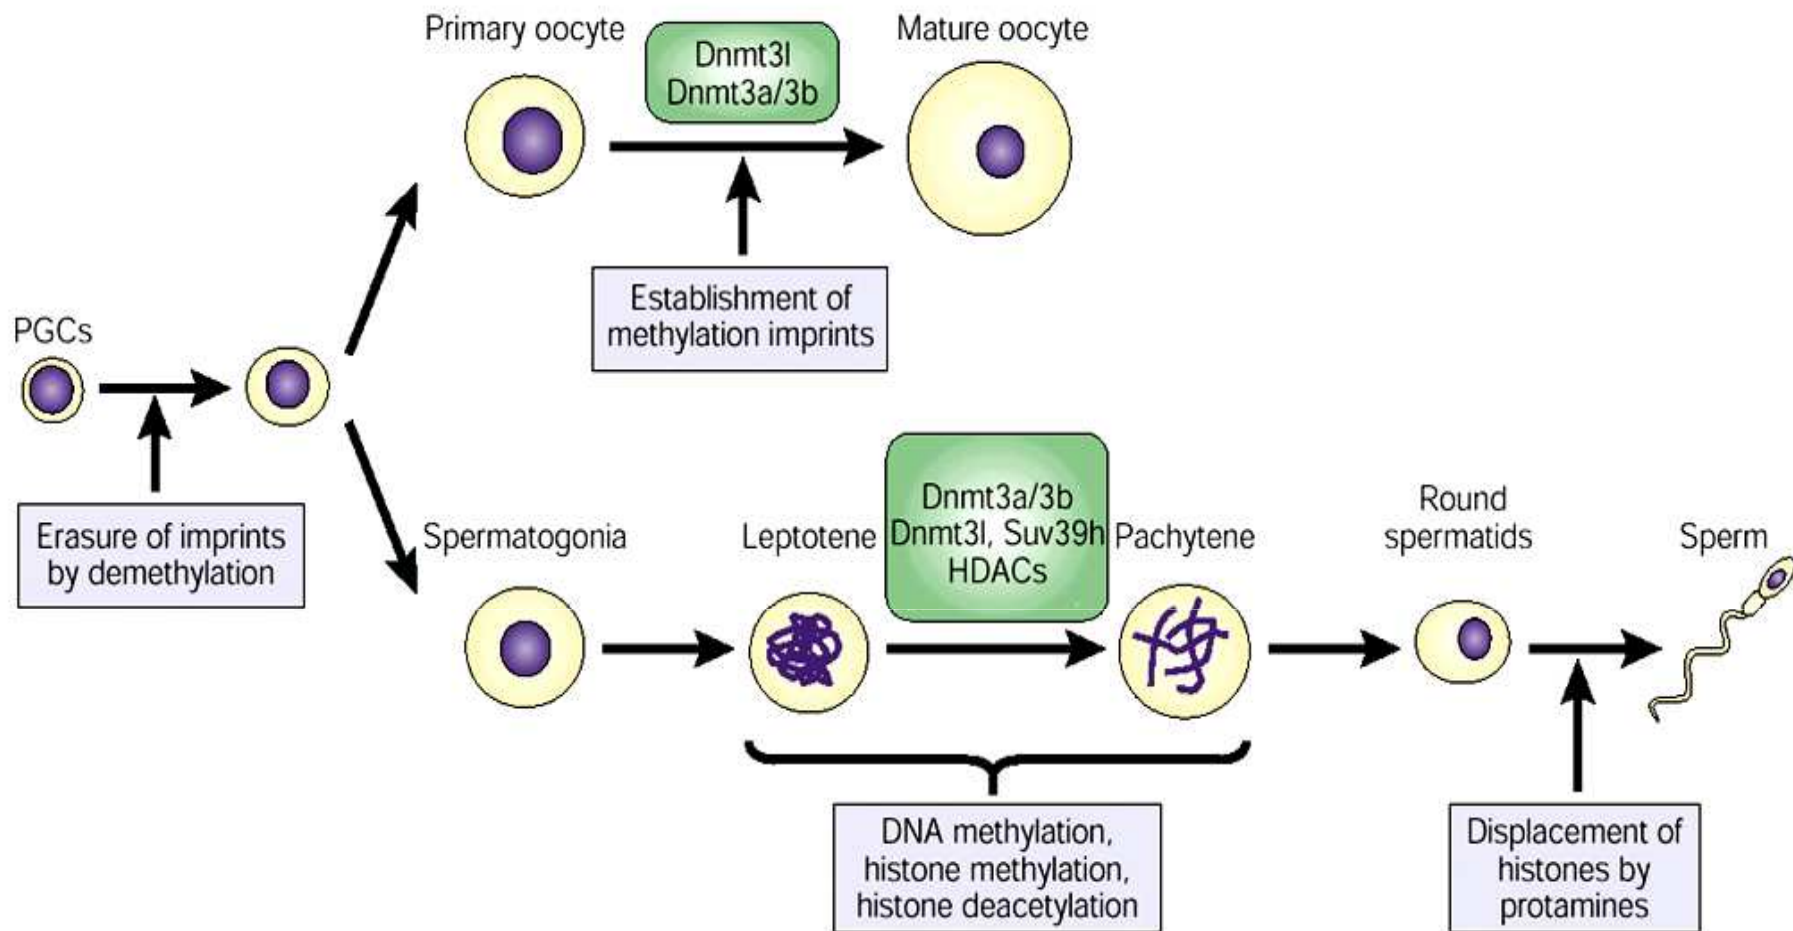 Primary oocyte
Dnmt3l
Dnmt3a/3b
Mature oocyte
Establishment of
methylation imprints
PGCs
Erasure of imprints
by demethylation
Spermatogonia
Leptotene
Dnmt3a/3b
Dnmt3l, Suv39h
HDACs
Pachytene
Round
spermatids
Sperm
DNA methylation,
histone methylation,
histone deacetylation
Displacement of
histones by
protamines